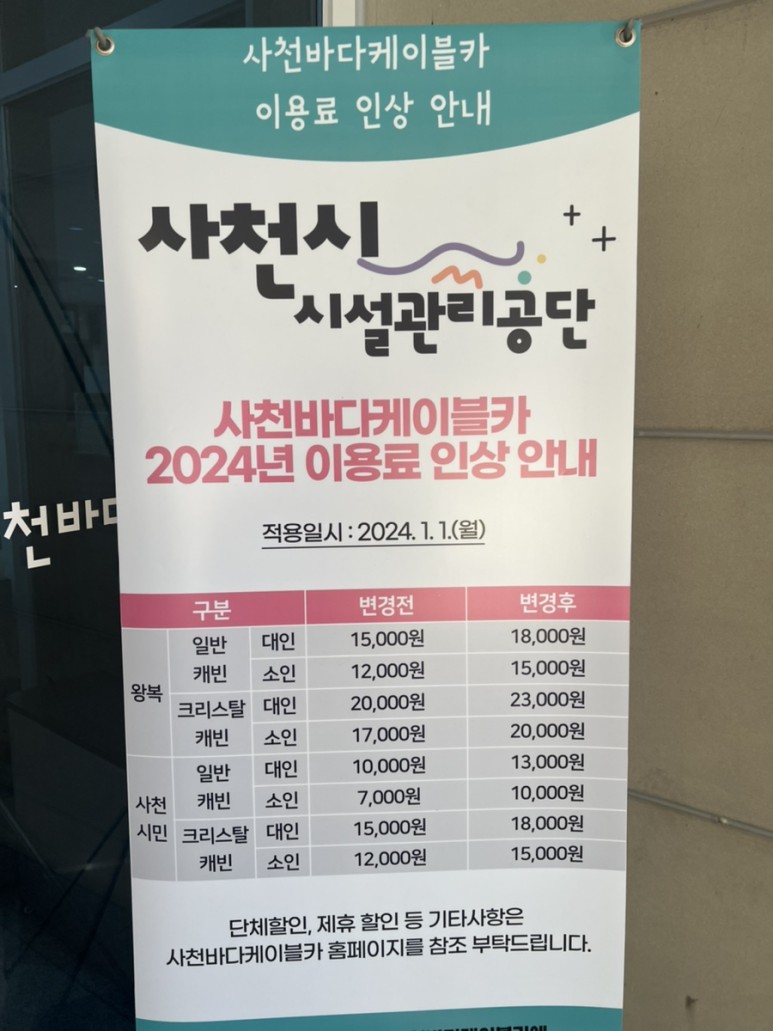 사천바다케이블카
이용료 인상 안내
사천시
시설관리공단
사천바다케이블카
2024년 이용료 인상 안내
적용일시 : 2024. 1. 1.(월)
구분 변경전 변경후
왕복 일반 캐빈 대인 15,000원 18,000원
소인 12,000원 15,000원
크리스탈 캐빈 대인 20,000원 23,000원
소인 17,000원 20,000원
사천 시민 일반 캐빈 대인 10,000원 13,000원
소인 7,000원 10,000원
크리스탈 캐빈 대인 15,000원 18,000원
소인 12,000원 15,000원
단체할인, 제휴 할인 등 기타사항은
사천바다케이블카 홈페이지를 참조 부탁드립니다.
천바다